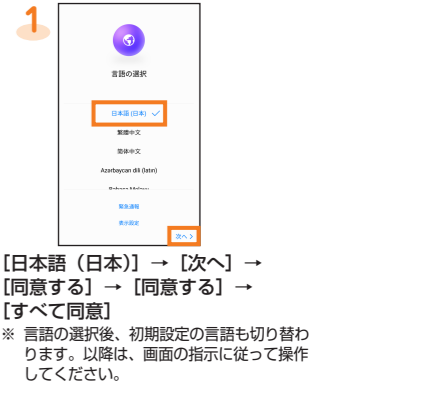 1
言語の選択
日本語 (日本)
繁體中文
简体中文
Azərbaycan dili (latın)
Bahasa Melayu
緊急通報
表示設定
次へ >
[日本語（日本）] → [次へ] →
[同意する] → [同意する] →
[すべて同意]
※ 言語の選択後、初期設定の言語も切り替わ
ります。以降は、画面の指示に従って操作
してください。